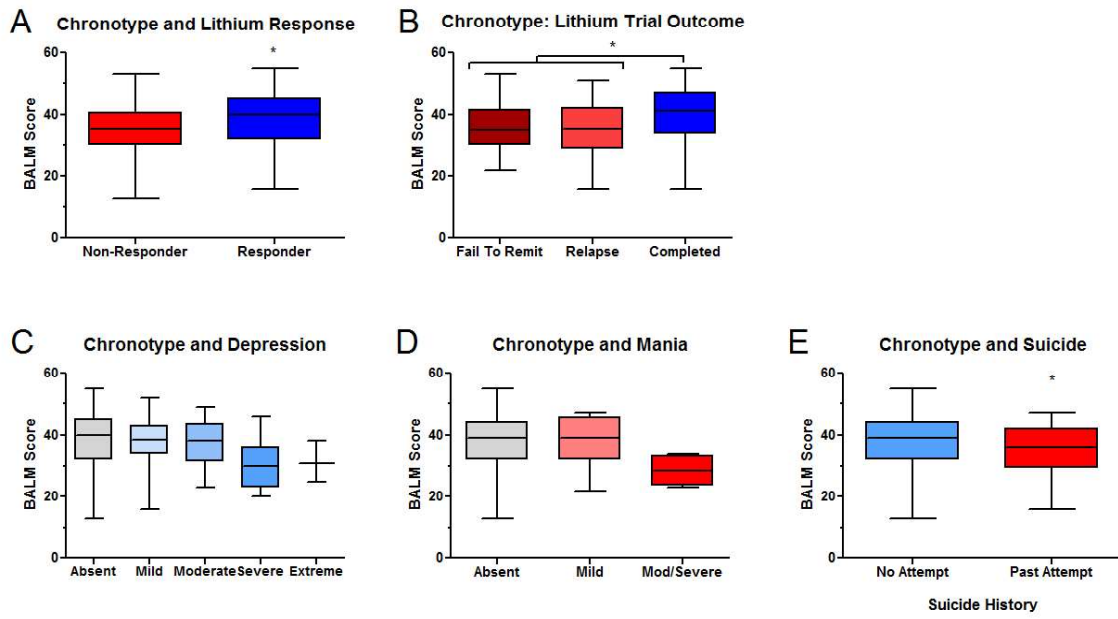 A
Chronotype and Lithium Response
*
60
40
20
0
BALM Score
Non-Responder
Responder
B
Chronotype: Lithium Trial Outcome
*
60
40
20
0
BALM Score
Fail To Remit
Relapse
Completed
C
Chronotype and Depression
60
40
20
0
BALM Score
Absent
Mild
Moderate
Severe
Extreme
D
Chronotype and Mania
60
40
20
0
BALM Score
Absent
Mild
Mod/Severe
E
Chronotype and Suicide
*
60
40
20
0
BALM Score
No Attempt
Past Attempt
Suicide History